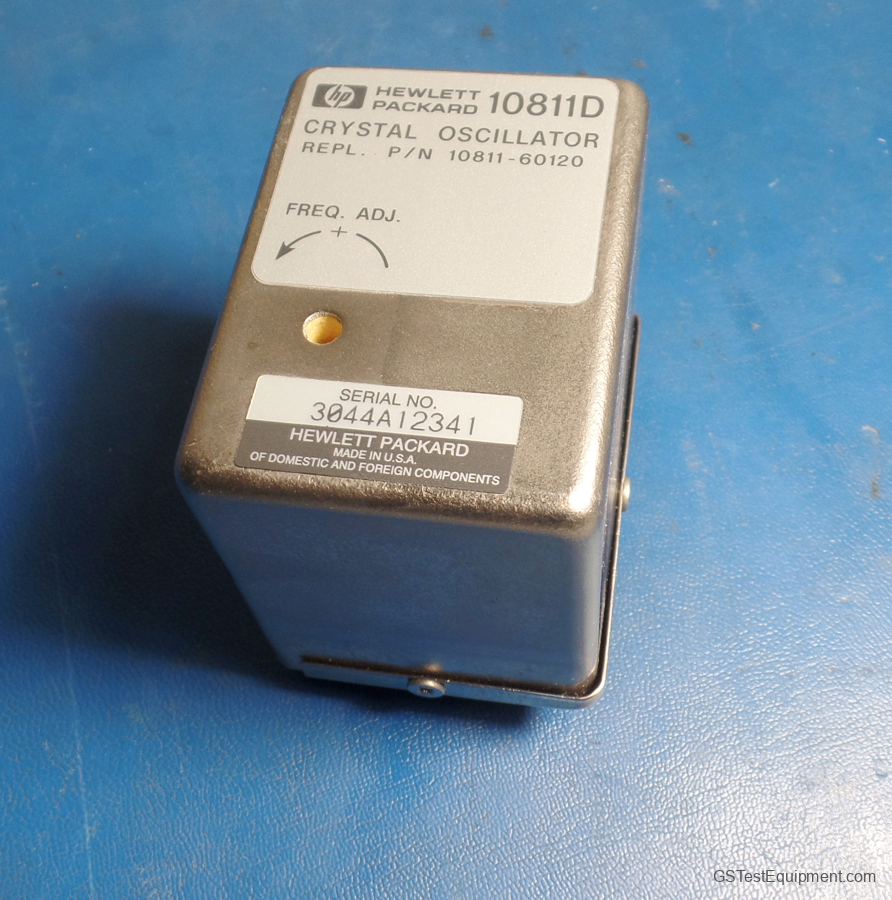 hp HEWLETT
PACKARD 10811D
CRYSTAL OSCILLATOR
REPL. P/N 10811-60120
FREQ. ADJ.
+
SERIAL NO.
3044A12341
HEWLETT PACKARD
MADE IN U.S.A.
OF DOMESTIC AND FOREIGN COMPONENTS
GSTestEquipment.com